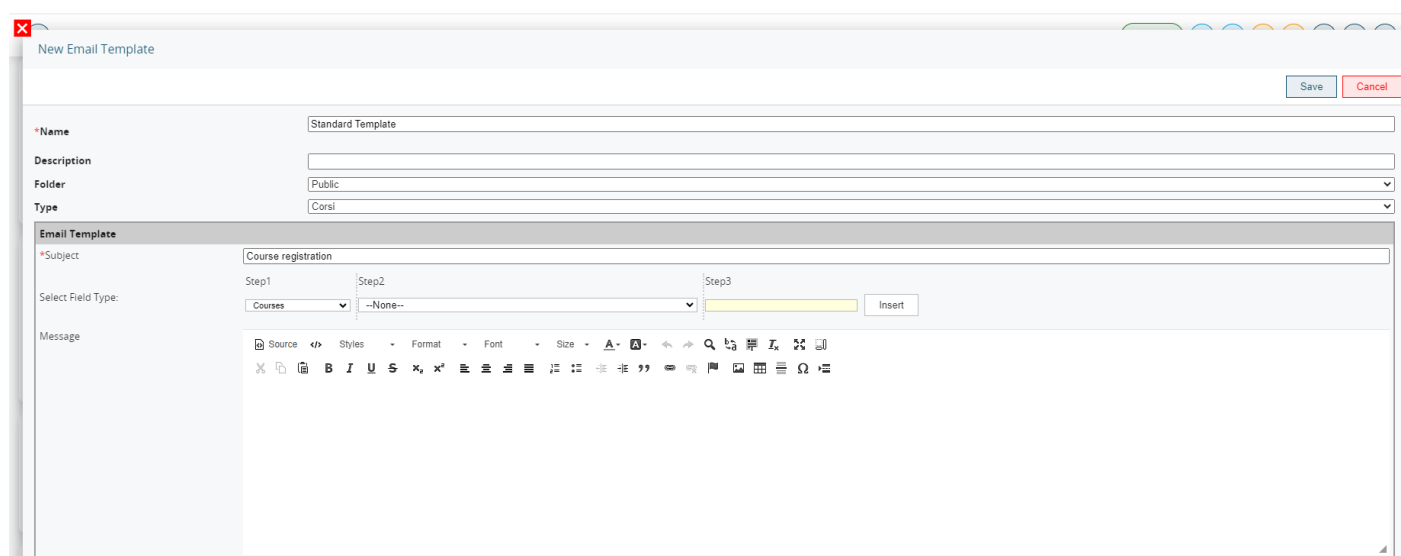 New Email Template
Save Cancel
*Name Standard Template
Description
Folder Public
Type Corsi
Email Template
*Subject Course registration
Step1 Step2 Step3
Select Field Type: Courses --None-- Insert
Message
Source Styles Format Font Size